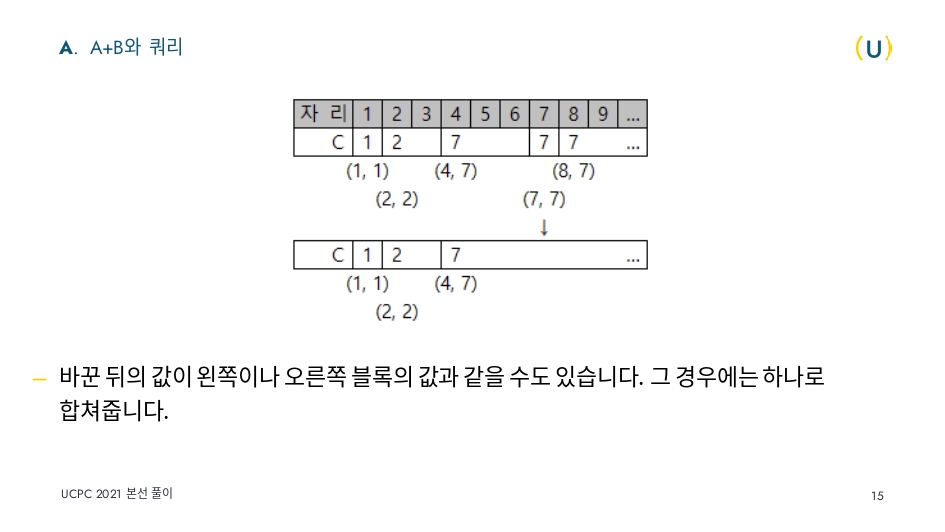 A. A+B와 쿼리
(U)
자 리 1 2 3 4 5 6 7 8 9 ...
C 1 2 7 7 7 ...
(1, 1) (4, 7) (8, 7)
(2, 2) (7, 7)
↓
C 1 2 7 ...
(1, 1) (4, 7)
(2, 2)
– 바꾼 뒤의 값이 왼쪽이나 오른쪽 블록의 값과 같을 수도 있습니다. 그 경우에는 하나로
합쳐줍니다.
UCPC 2021 본선 풀이
15